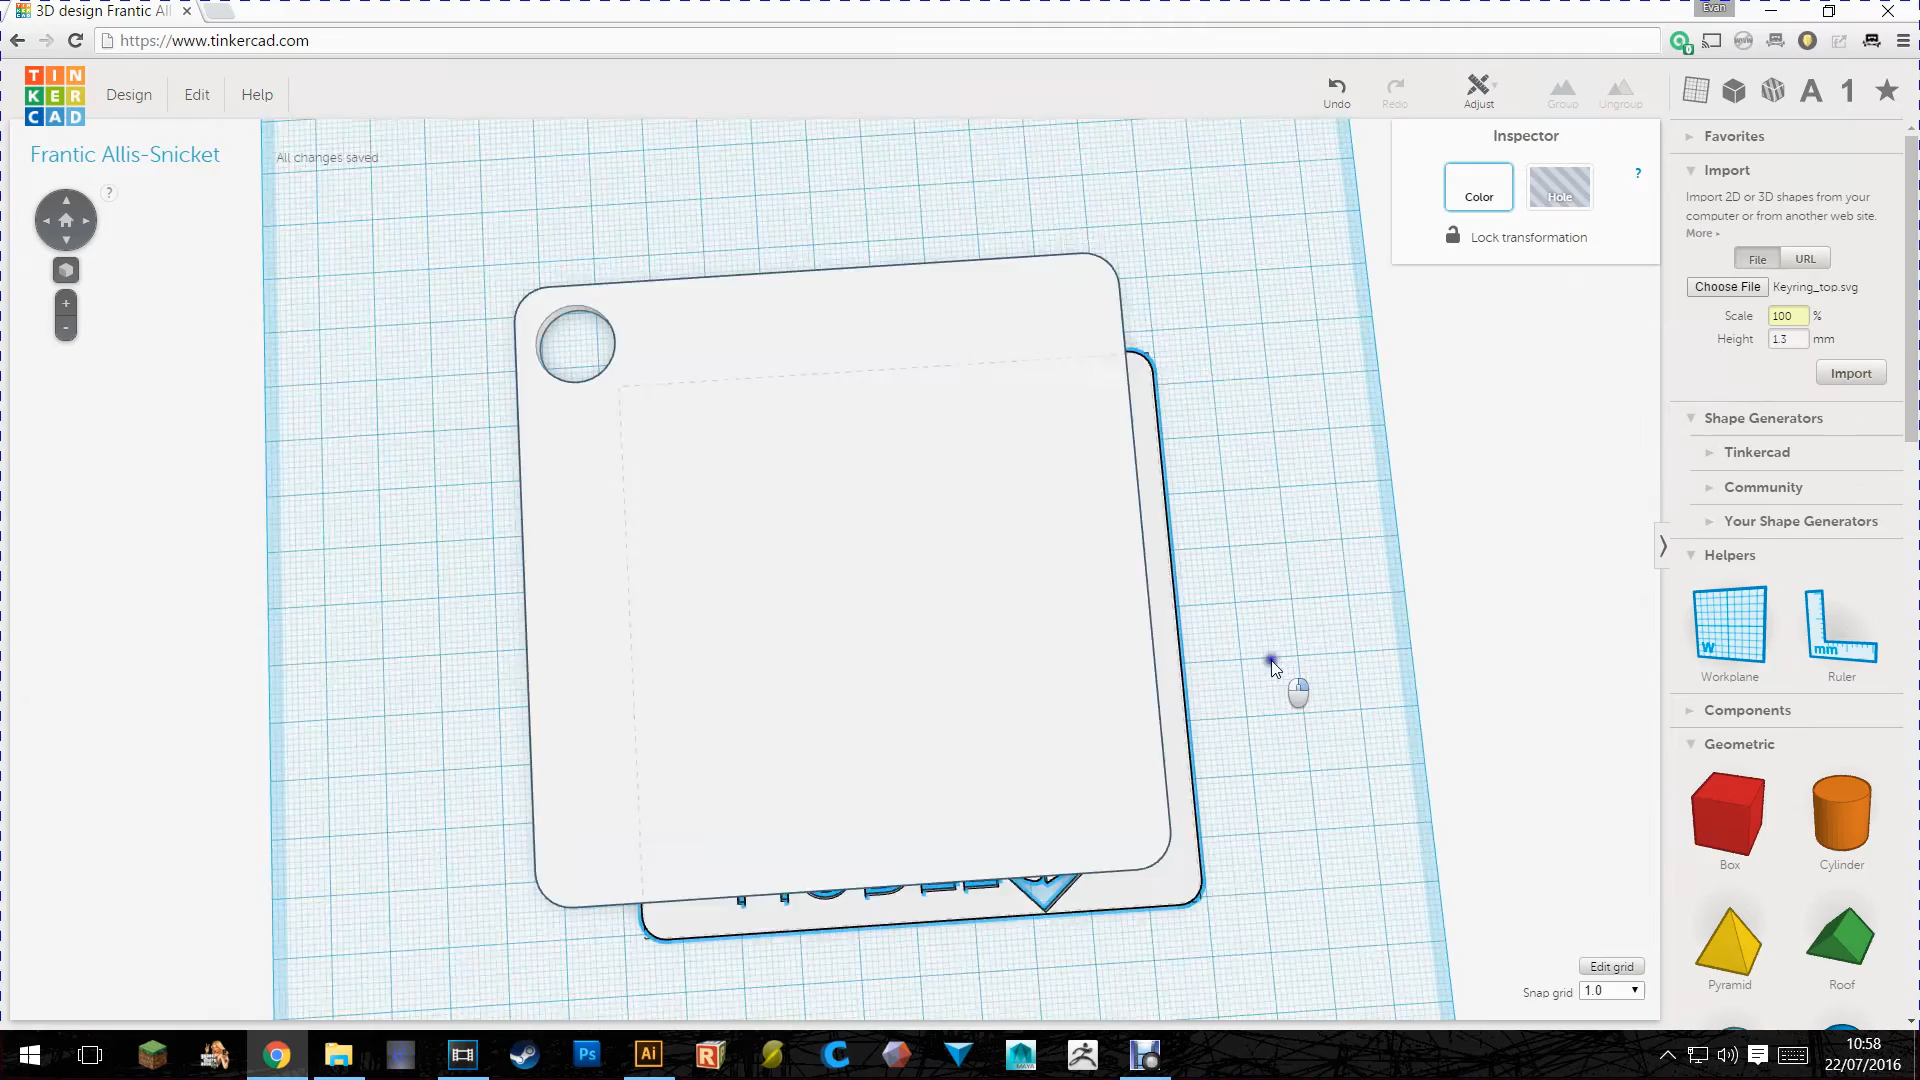 3D design Frantic All
Evan
https://www.tinkercad.com
TIN
KER
CAD
Design
Edit
Help
Undo
Redo
Adjust
Group
Ungroup
Frantic Allis-Snicket
All changes saved
?
Inspector
Color
Hole
?
Lock transformation
Favorites
Import
Import 2D or 3D shapes from your
computer or from another web site.
More
File
URL
Choose File
Keyring_top.svg
Scale
100
%
Height
1.3
mm
Import
Shape Generators
Tinkercad
Community
Your Shape Generators
Helpers
W
mm
Workplane
Ruler
Components
Geometric
Box
Cylinder
Pyramid
Roof
Edit grid
Snap grid
1.0
Ps
Ai
MAYA
10:58
22/07/2016